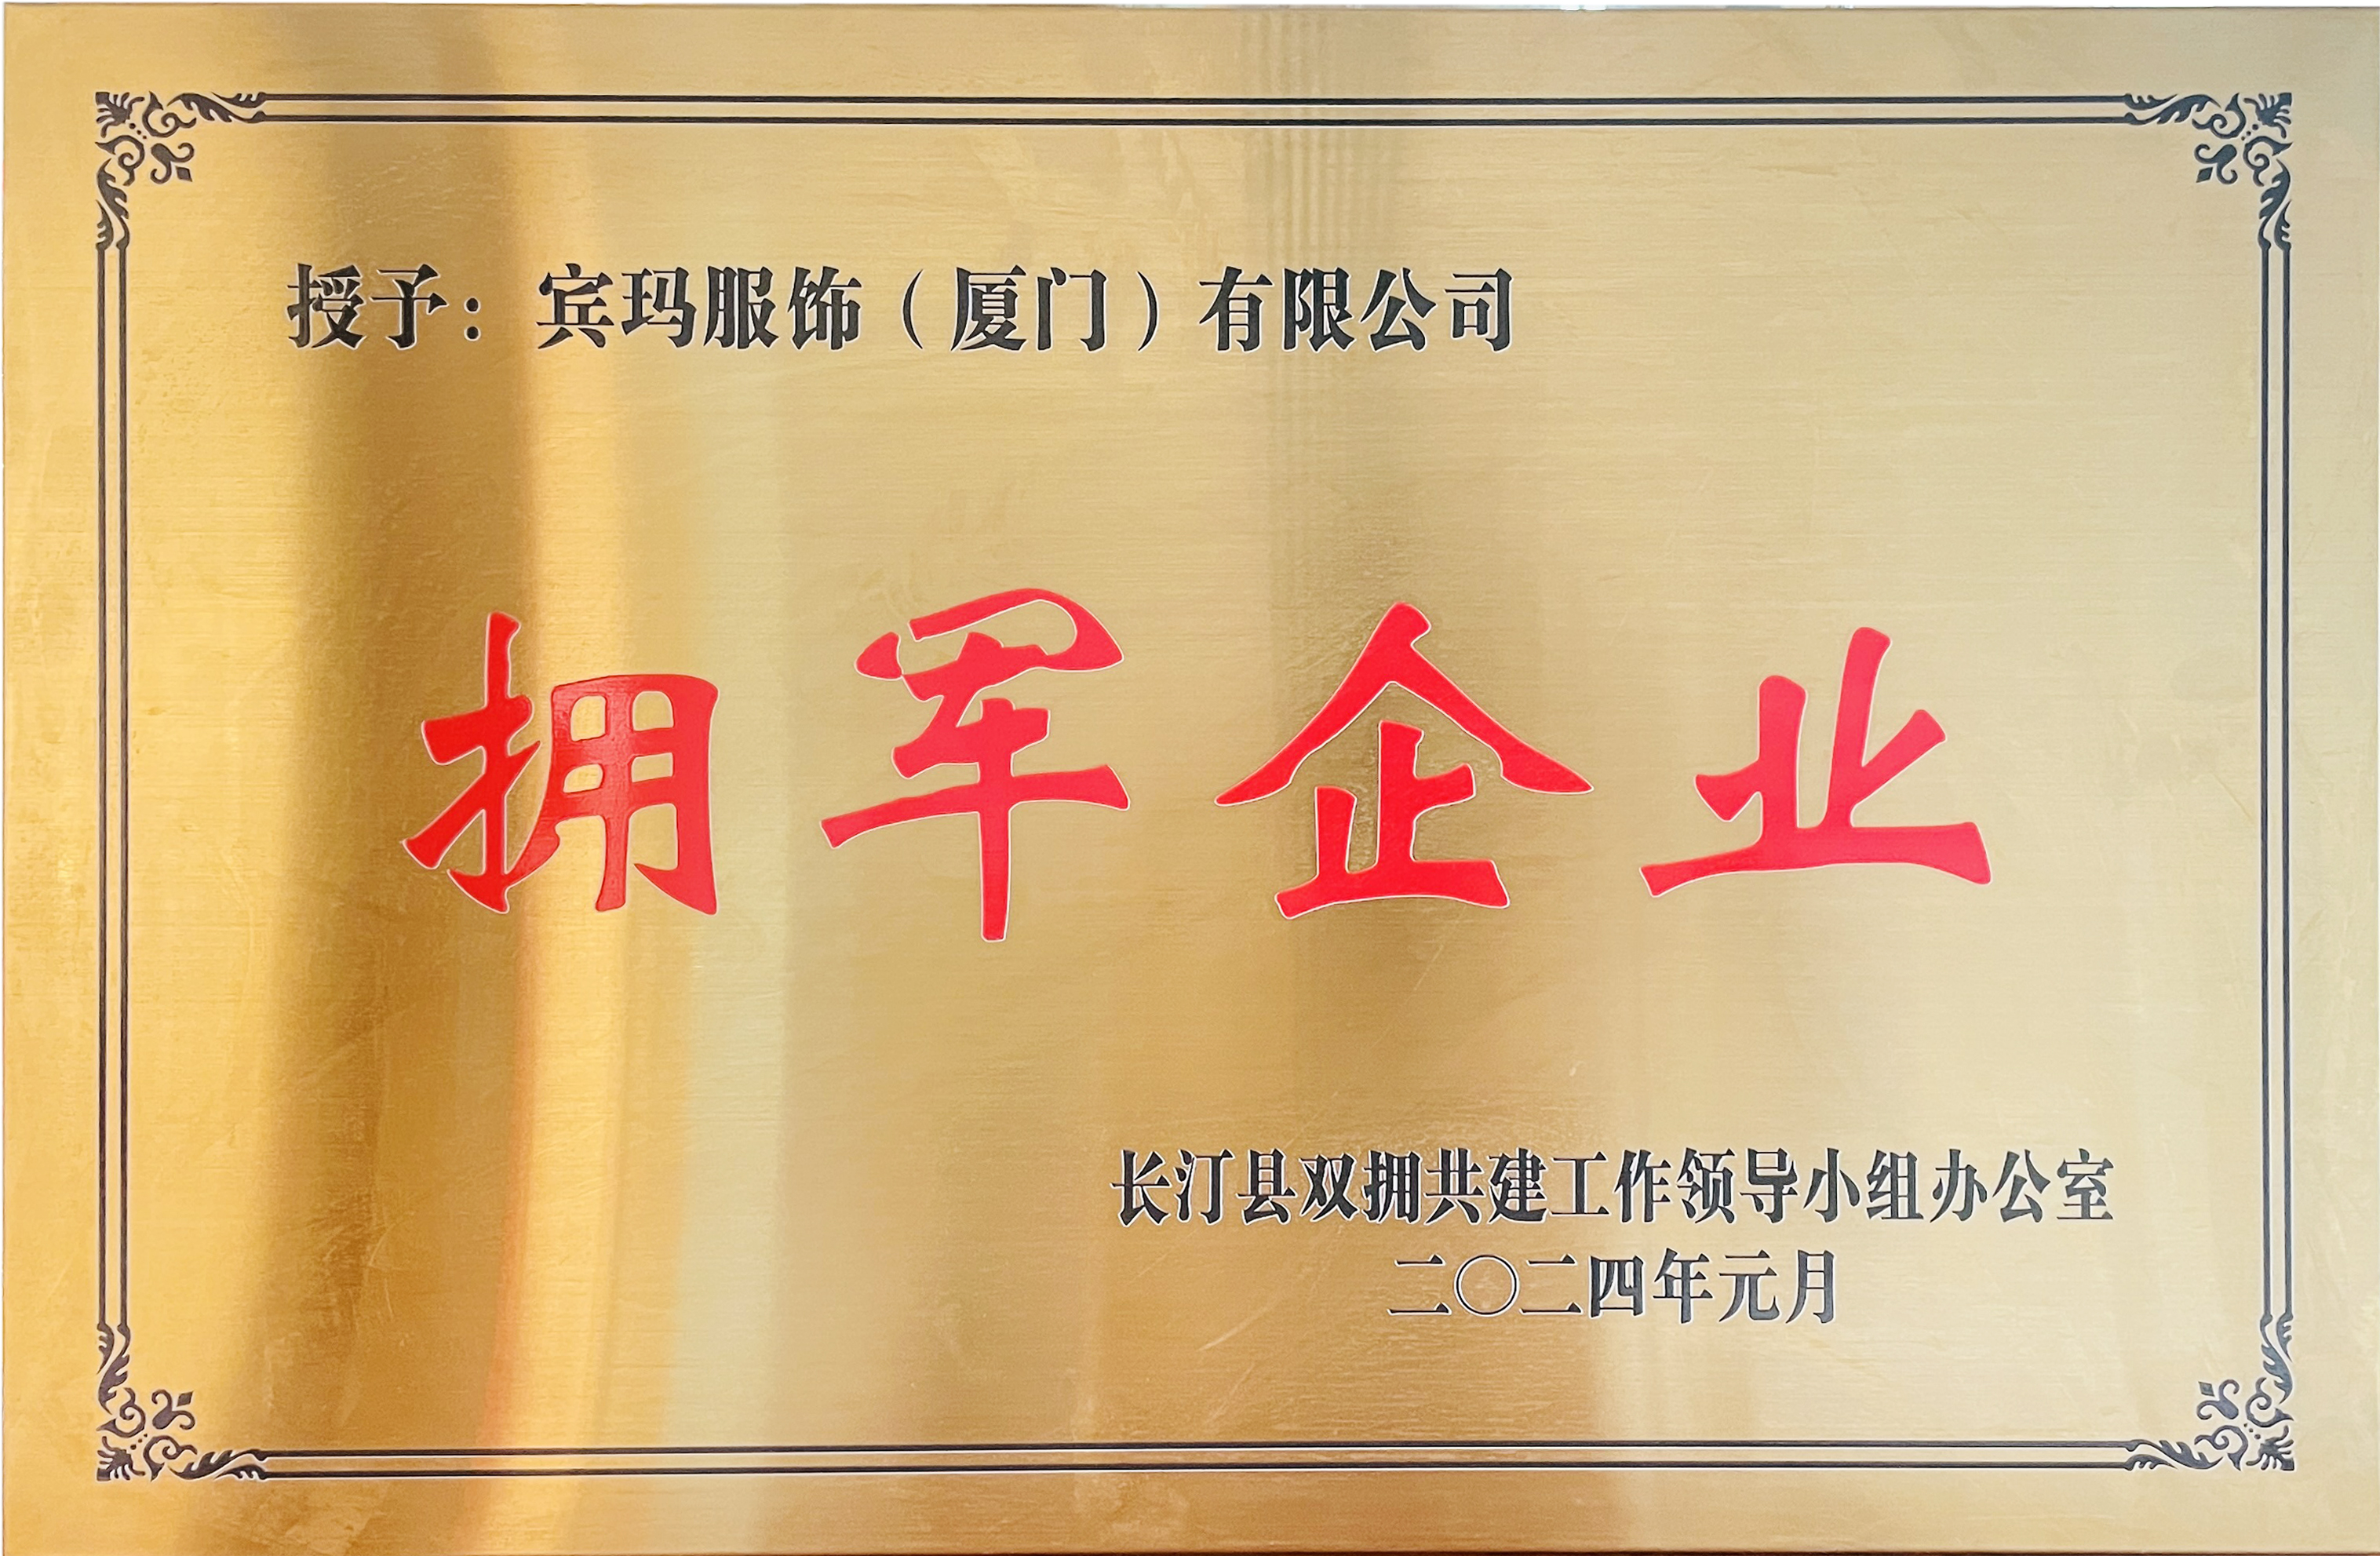 授予：宾玛服饰（厦门）有限公司
拥军企业
长汀县双拥共建工作领导小组办公室
二〇二四年元月